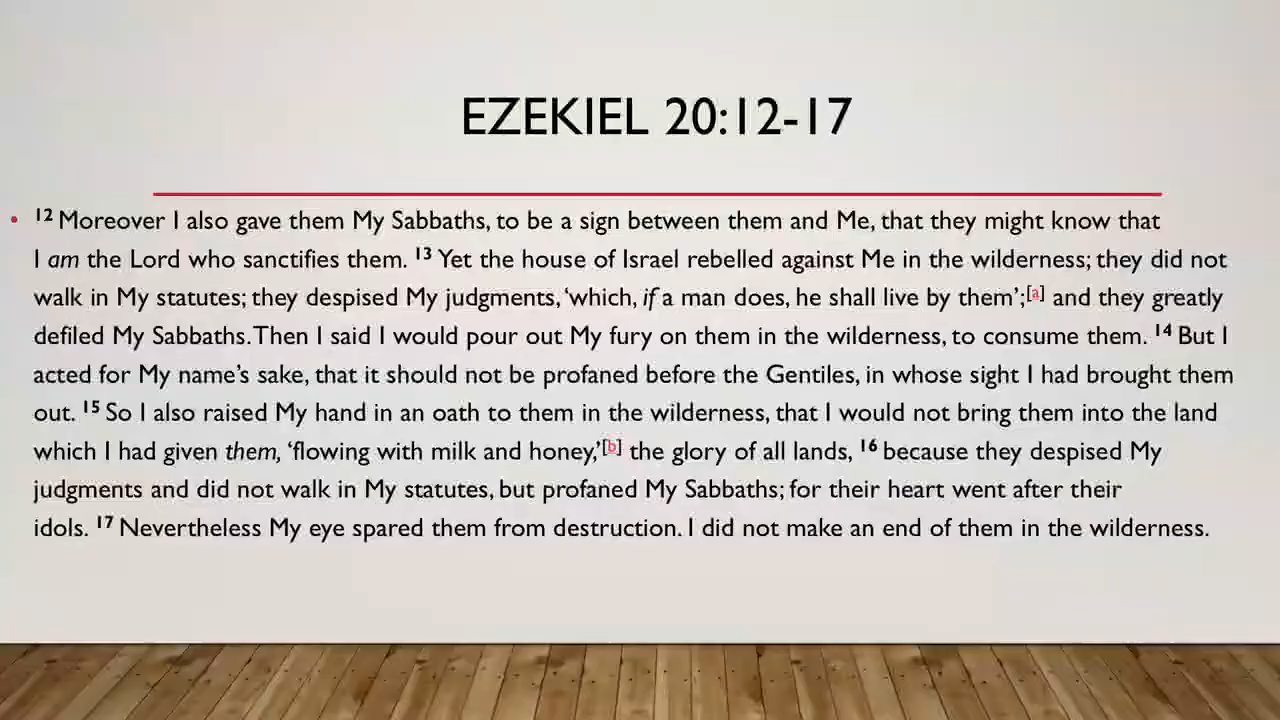 EZEKIEL 20:12-17
• 12 Moreover I also gave them My Sabbaths, to be a sign between them and Me, that they might know that
I am the Lord who sanctifies them. 13 Yet the house of Israel rebelled against Me in the wilderness; they did not
walk in My statutes; they despised My judgments, ‘which, if a man does, he shall live by them’;[a] and they greatly
defiled My Sabbaths. Then I said I would pour out My fury on them in the wilderness, to consume them. 14 But I
acted for My name’s sake, that it should not be profaned before the Gentiles, in whose sight I had brought them
out. 15 So I also raised My hand in an oath to them in the wilderness, that I would not bring them into the land
which I had given them, ‘flowing with milk and honey,’[b] the glory of all lands, 16 because they despised My
judgments and did not walk in My statutes, but profaned My Sabbaths; for their heart went after their
idols. 17 Nevertheless My eye spared them from destruction. I did not make an end of them in the wilderness.